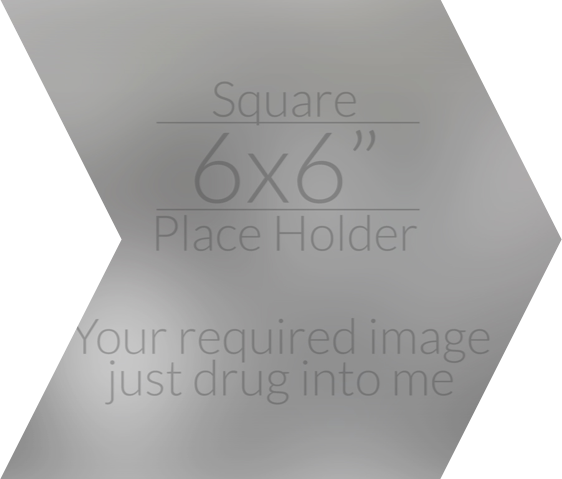 Square
6x6”
Place Holder
Your required image
just drug into me